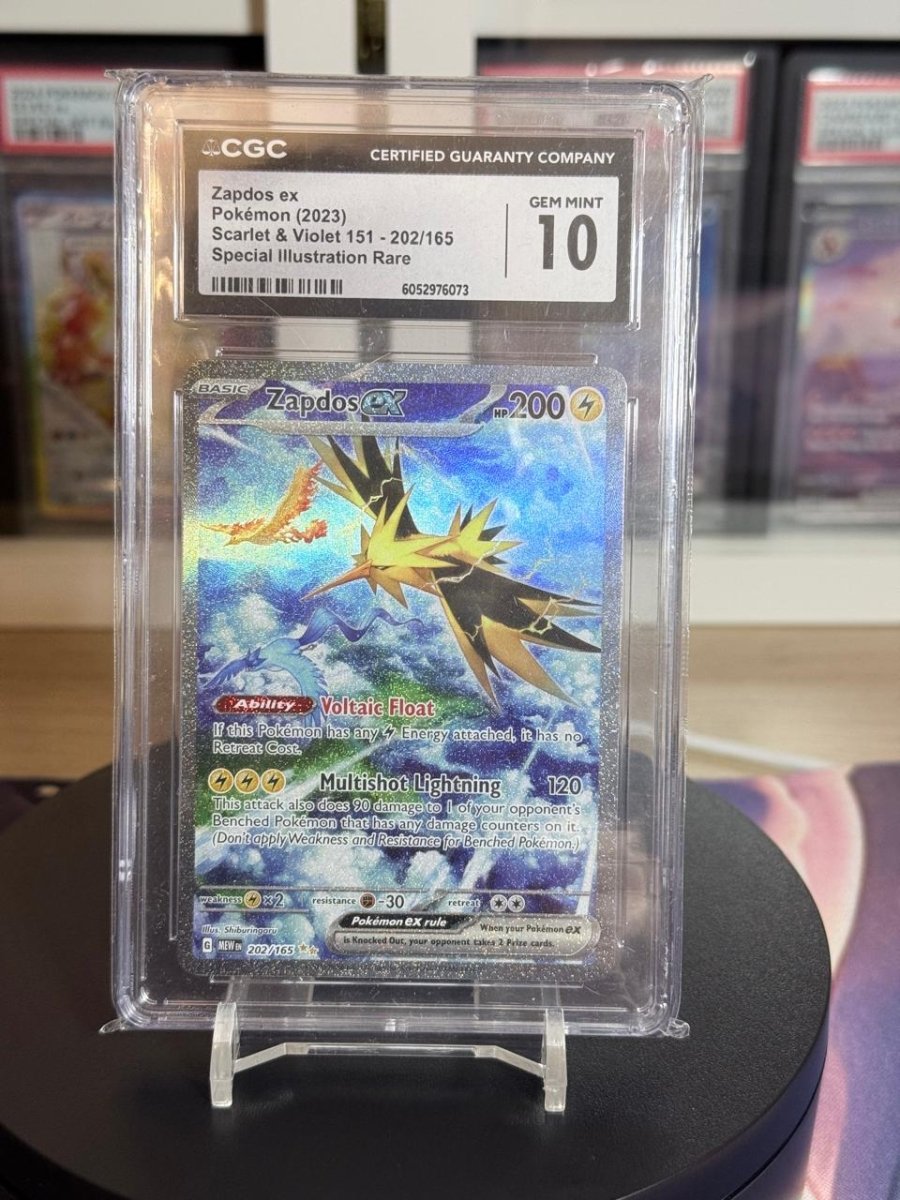 CGC CERTIFIED GUARANTY COMPANY
Zapdos ex
Pokémon (2023)
Scarlet & Violet 151 - 202/165
Special Illustration Rare
GEM MINT
10
6052976073
BASIC Zapdos ex HP 200
Ability Voltaic Float
If this Pokémon has any Energy attached, it has no
Retreat Cost.
Multishot Lightning 120
This attack also does 90 damage to 1 of your opponent's
Benched Pokémon that has any damage counters on it.
(Don't apply Weakness and Resistance for Benched Pokémon.)
weakness ×2 resistance -30 retreat
Illus. Shiburingaru
Pokémon ex rule When your Pokémon ex
is Knocked Out, your opponent takes 2 Prize cards.
G MEW EN 202/165